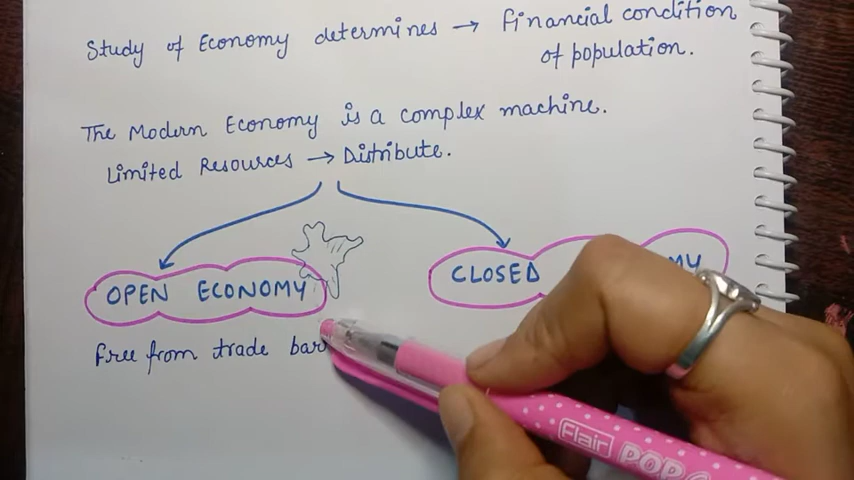 Study of Economy determines → financial condition
of population.
The Modern Economy is a complex machine.
Limited Resources → Distribute.
OPEN ECONOMY
CLOSED
free from trade
Flair
POP